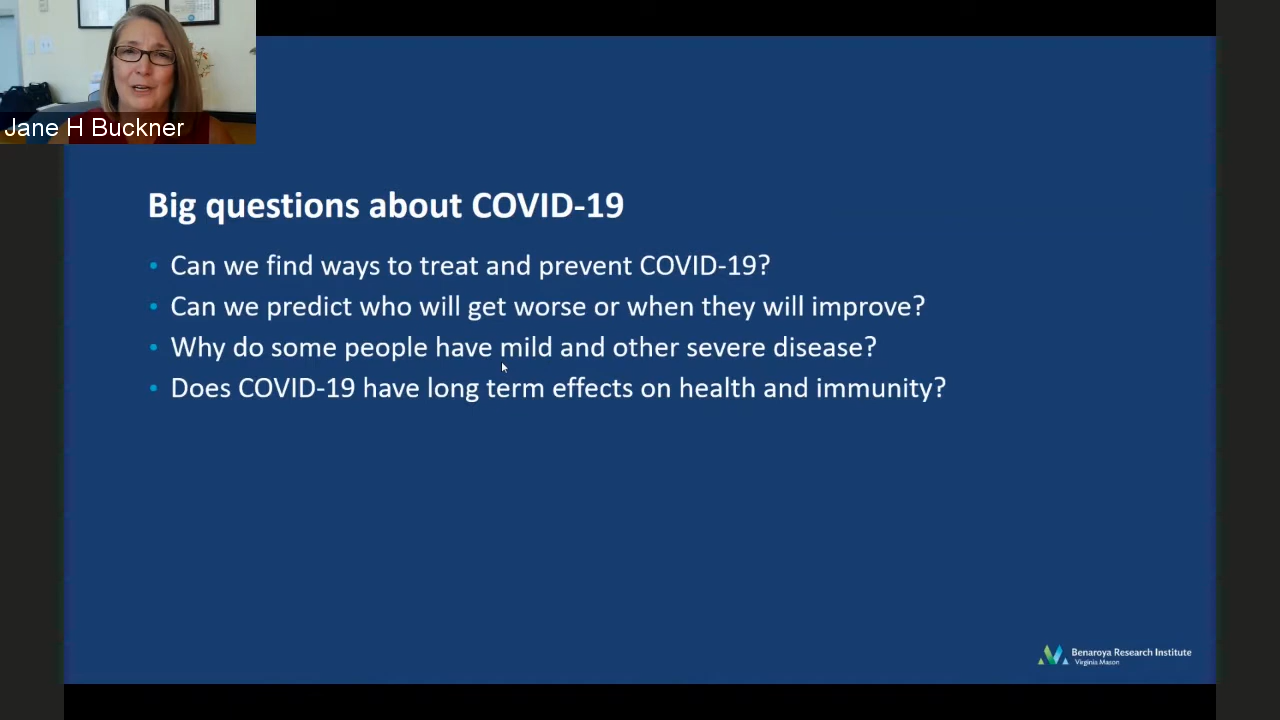 Jane H Buckner
Big questions about COVID-19
• Can we find ways to treat and prevent COVID-19?
• Can we predict who will get worse or when they will improve?
• Why do some people have mild and other severe disease?
• Does COVID-19 have long term effects on health and immunity?
Benaroya Research Institute
Virginia Mason